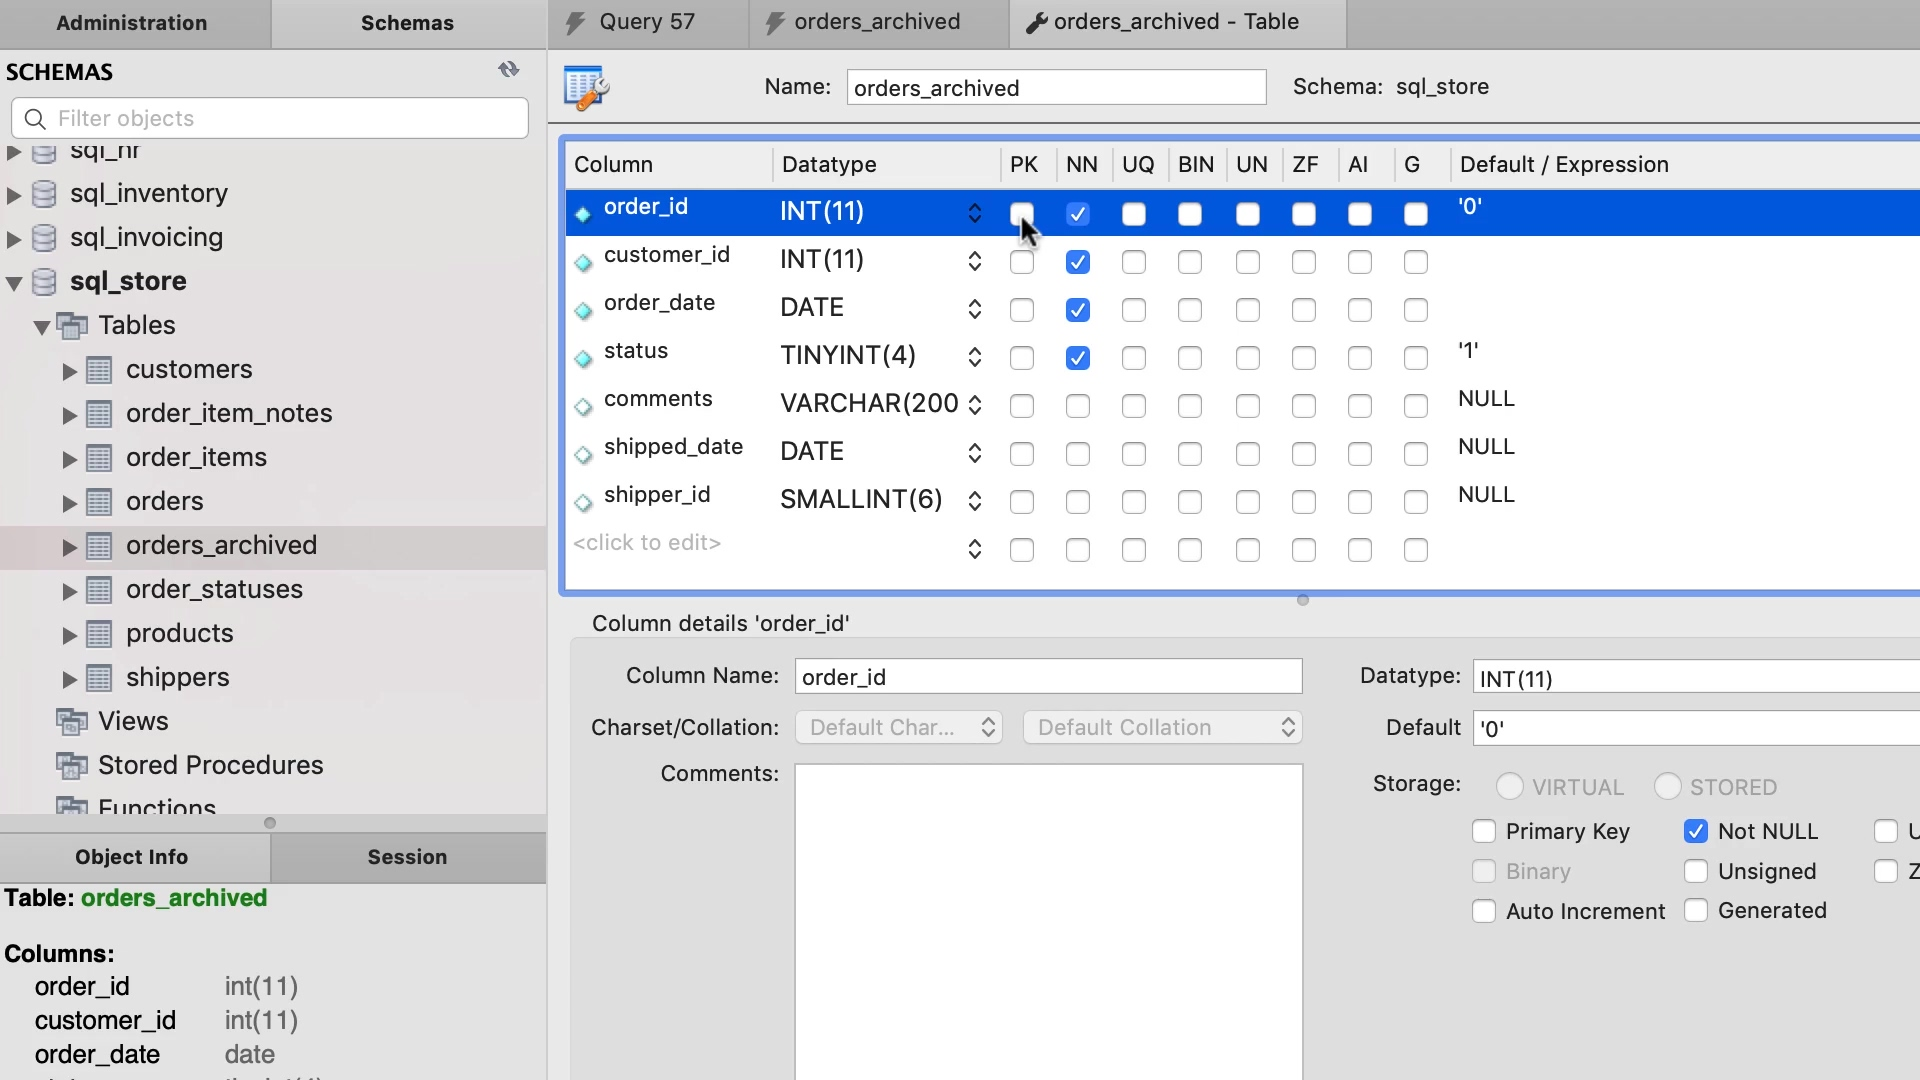 Administration
Schemas
Query 57
orders_archived
orders_archived - Table
SCHEMAS
Filter objects
sql_hr
sql_inventory
sql_invoicing
sql_store
Tables
customers
order_item_notes
order_items
orders
orders_archived
order_statuses
products
shippers
Views
Stored Procedures
Functions
Object Info
Session
Table: orders_archived
Columns:
order_id int(11)
customer_id int(11)
order_date date
Name: orders_archived
Schema: sql_store
Column Datatype PK NN UQ BIN UN ZF AI G Default / Expression
order_id INT(11) '0'
customer_id INT(11)
order_date DATE
status TINYINT(4) '1'
comments VARCHAR(200 NULL
shipped_date DATE NULL
shipper_id SMALLINT(6) NULL
<click to edit>
Column details 'order_id'
Column Name: order_id
Datatype: INT(11)
Charset/Collation: Default Char... Default Collation
Default '0'
Comments:
Storage: VIRTUAL STORED
Primary Key Not NULL U
Binary Unsigned Z
Auto Increment Generated